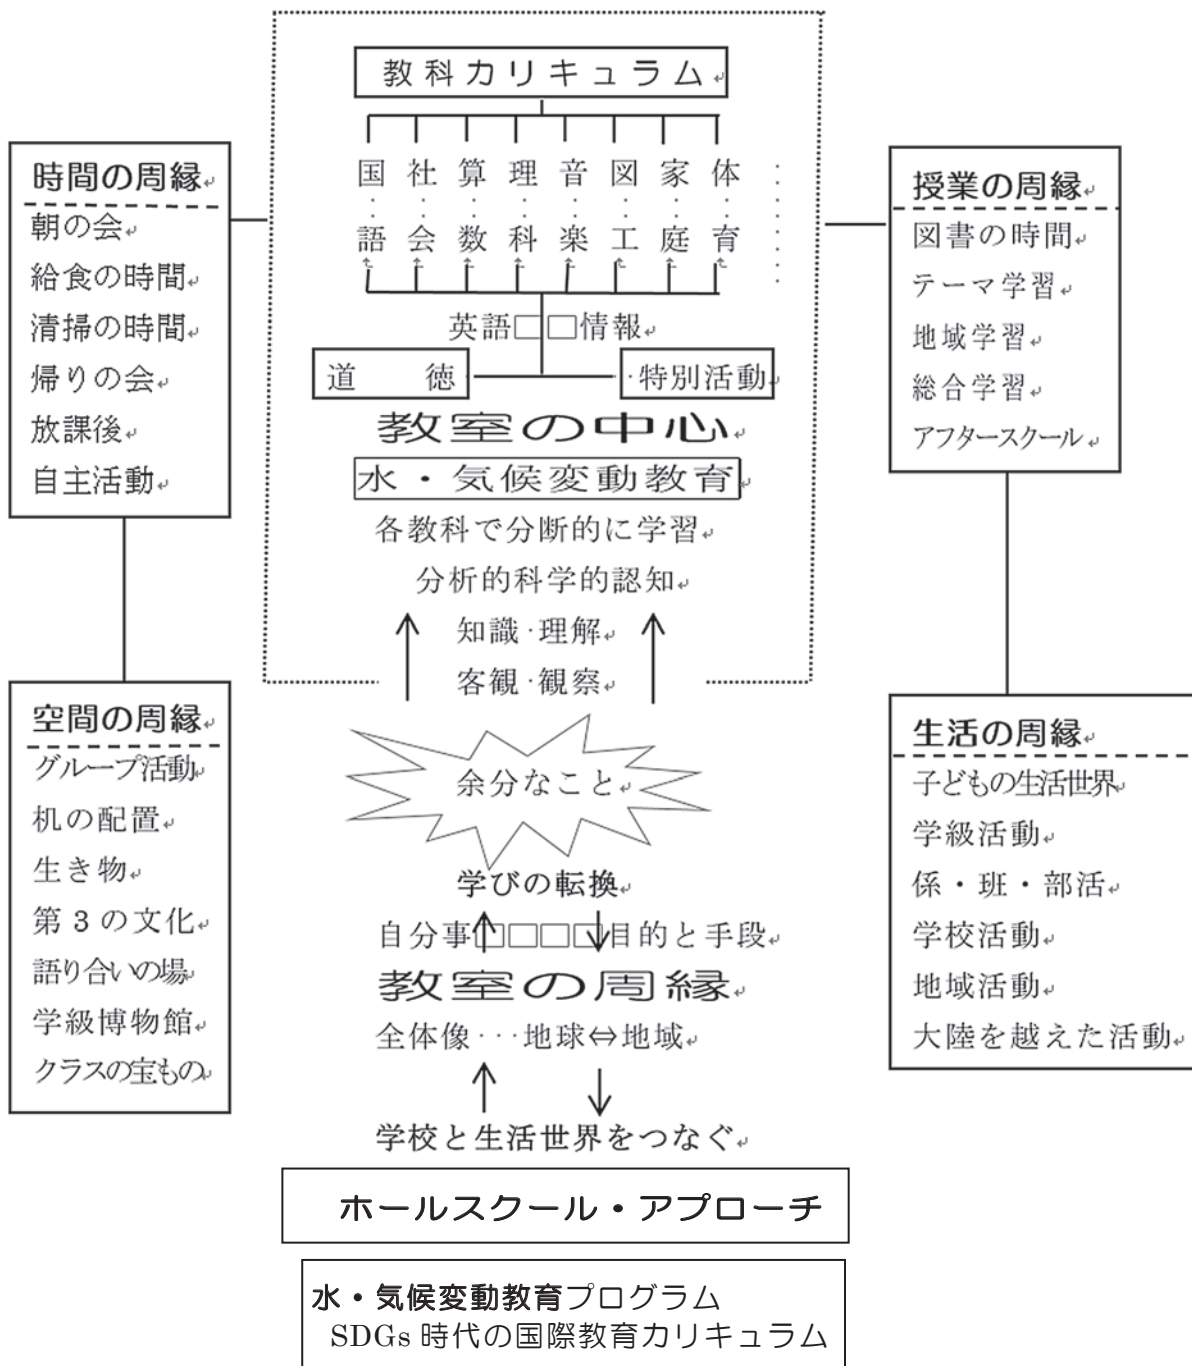 教科カリキュラム
国語 社会 算数 理科 音楽 図工 家庭 体育
英語□□情報
道　徳
特別活動
教室の中心
水・気候変動教育
各教科で分断的に学習
分析的科学的認知
知識・理解
客観・観察
余分なこと
学びの転換
自分事□□□□目的と手段
教室の周縁
全体像・・・地球⇔地域
学校と生活世界をつなぐ
ホールスクール・アプローチ
水・気候変動教育プログラム
SDGs 時代の国際教育カリキュラム
時間の周縁
朝の会
給食の時間
清掃の時間
帰りの会
放課後
自主活動
空間の周縁
グループ活動
机の配置
生き物
第3の文化
語り合いの場
学級博物館
クラスの宝もの
授業の周縁
図書の時間
テーマ学習
地域学習
総合学習
アフタースクール
生活の周縁
子どもの生活世界
学級活動
係・班・部活
学校活動
地域活動
大陸を越えた活動